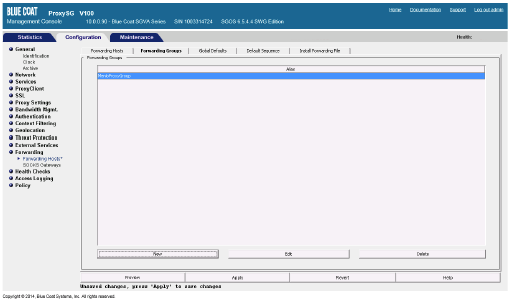 BLUE COAT ProxySG V100
Home Documentation Support Log out admin
Management Console 10.0.0.90 - Blue Coat SGVA Series S/N 1003314724 SGOS 6.5.4.4 SWG Edition
Statistics Configuration Maintenance Health:
General
Identification
Clock
Archive
Network
Services
ProxyClient
SSL
Proxy Settings
Bandwidth Mgmt.
Authentication
Content Filtering
Geolocation
Threat Protection
External Services
Forwarding
Forwarding Hosts*
SOCKS Gateways
Health Checks
Access Logging
Policy
Forwarding Hosts Forwarding Groups Global Defaults Default Sequence Install Forwarding File
Forwarding Groups
Alias
New Edit Delete
Preview Apply Revert Help
Unsaved changes, press 'Apply' to save changes
Copyright © 2014, Blue Coat Systems, Inc. All rights reserved.